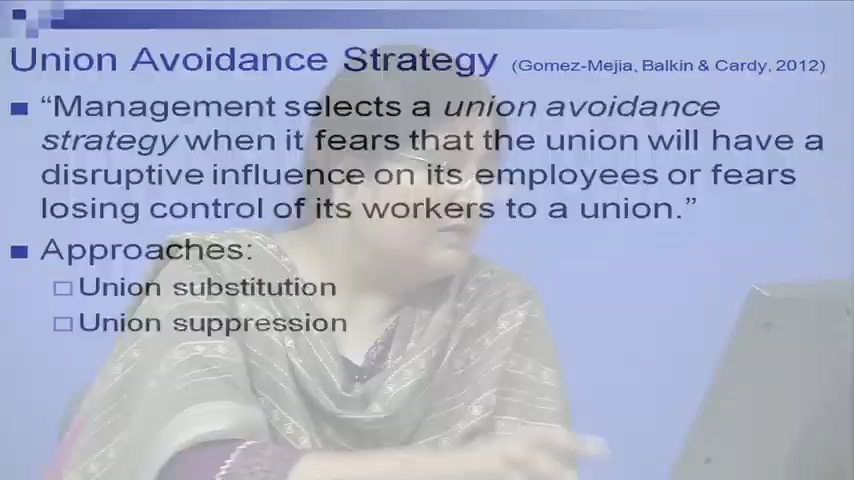 Union Avoidance Strategy (Gomez-Mejia, Balkin & Cardy, 2012)
“Management selects a union avoidance
strategy when it fears that the union will have a
disruptive influence on its employees or fears
losing control of its workers to a union.”
Approaches:
Union substitution
Union suppression